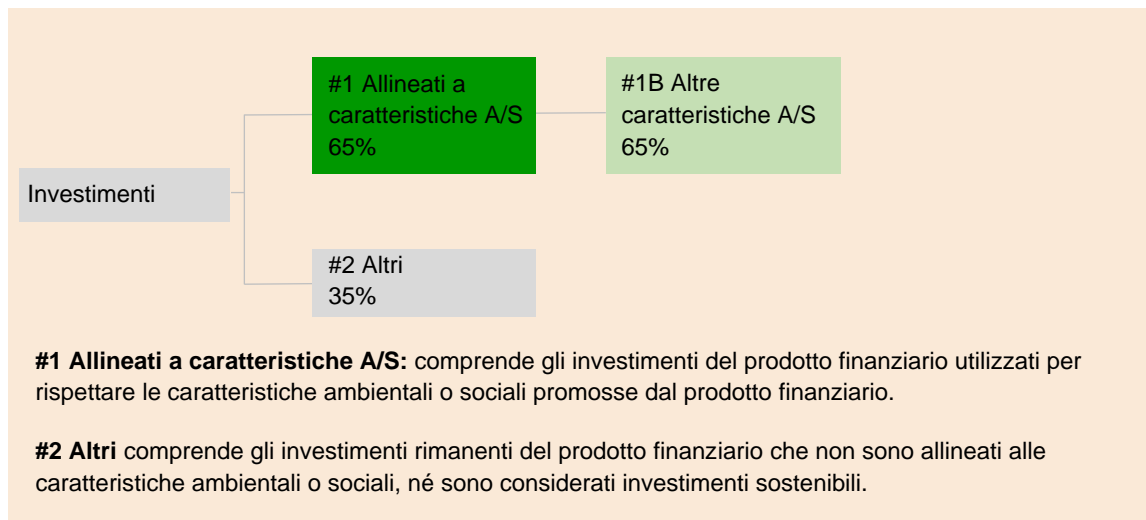 #1 Allineati a
caratteristiche A/S
65%
#1B Altre
caratteristiche A/S
65%
Investimenti
#2 Altri
35%
#1 Allineati a caratteristiche A/S: comprende gli investimenti del prodotto finanziario utilizzati per
rispettare le caratteristiche ambientali o sociali promosse dal prodotto finanziario.
#2 Altri comprende gli investimenti rimanenti del prodotto finanziario che non sono allineati alle
caratteristiche ambientali o sociali, né sono considerati investimenti sostenibili.